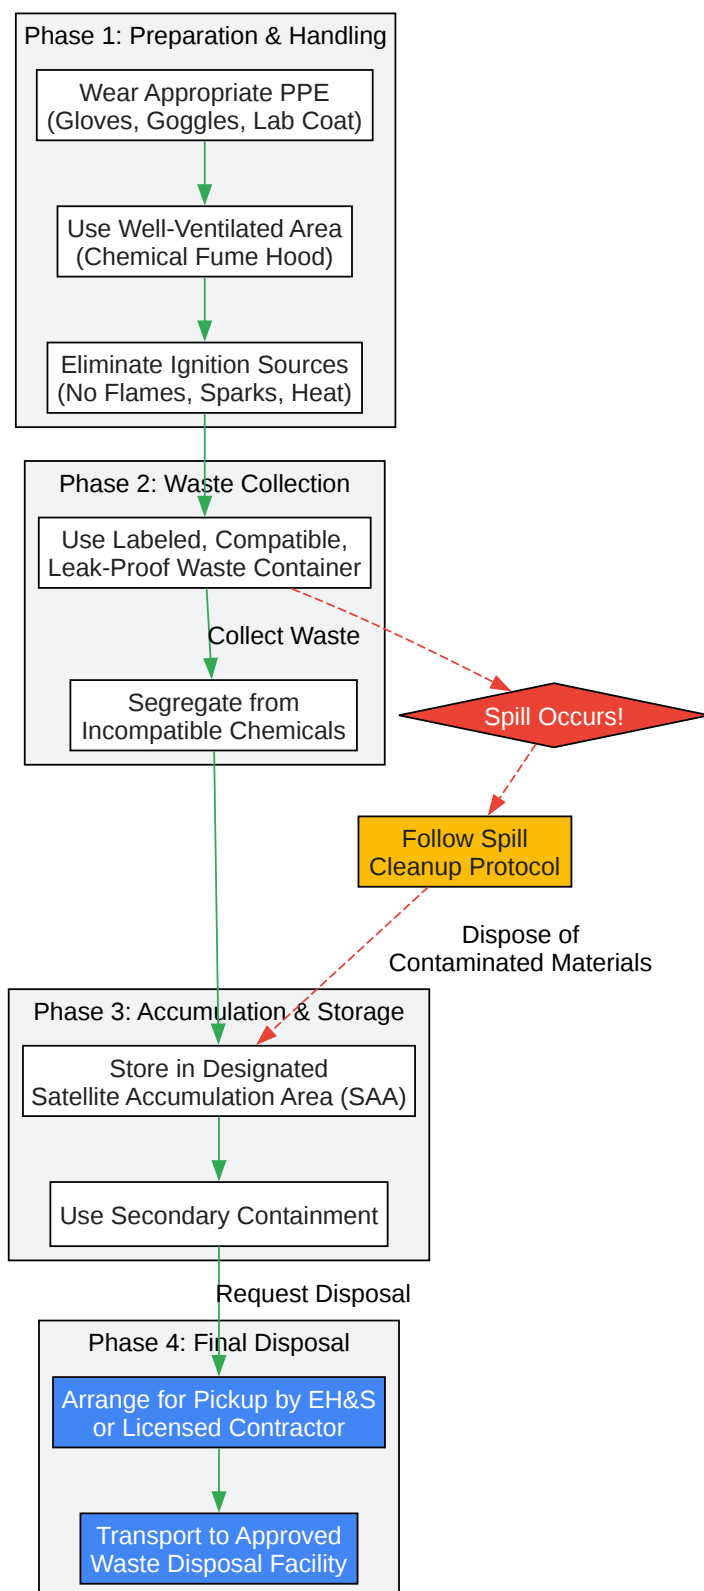 Phase 1: Preparation & Handling
Wear Appropriate PPE
(Gloves, Goggles, Lab Coat)
Use Well-Ventilated Area
(Chemical Fume Hood)
Eliminate Ignition Sources
(No Flames, Sparks, Heat)
Phase 2: Waste Collection
Use Labeled, Compatible,
Leak-Proof Waste Container
Collect Waste
Segregate from
Incompatible Chemicals
Spill Occurs!
Follow Spill
Cleanup Protocol
Dispose of
Contaminated Materials
Phase 3: Accumulation & Storage
Store in Designated
Satellite Accumulation Area (SAA)
Use Secondary Containment
Request Disposal
Phase 4: Final Disposal
Arrange for Pickup by EH&S
or Licensed Contractor
Transport to Approved
Waste Disposal Facility